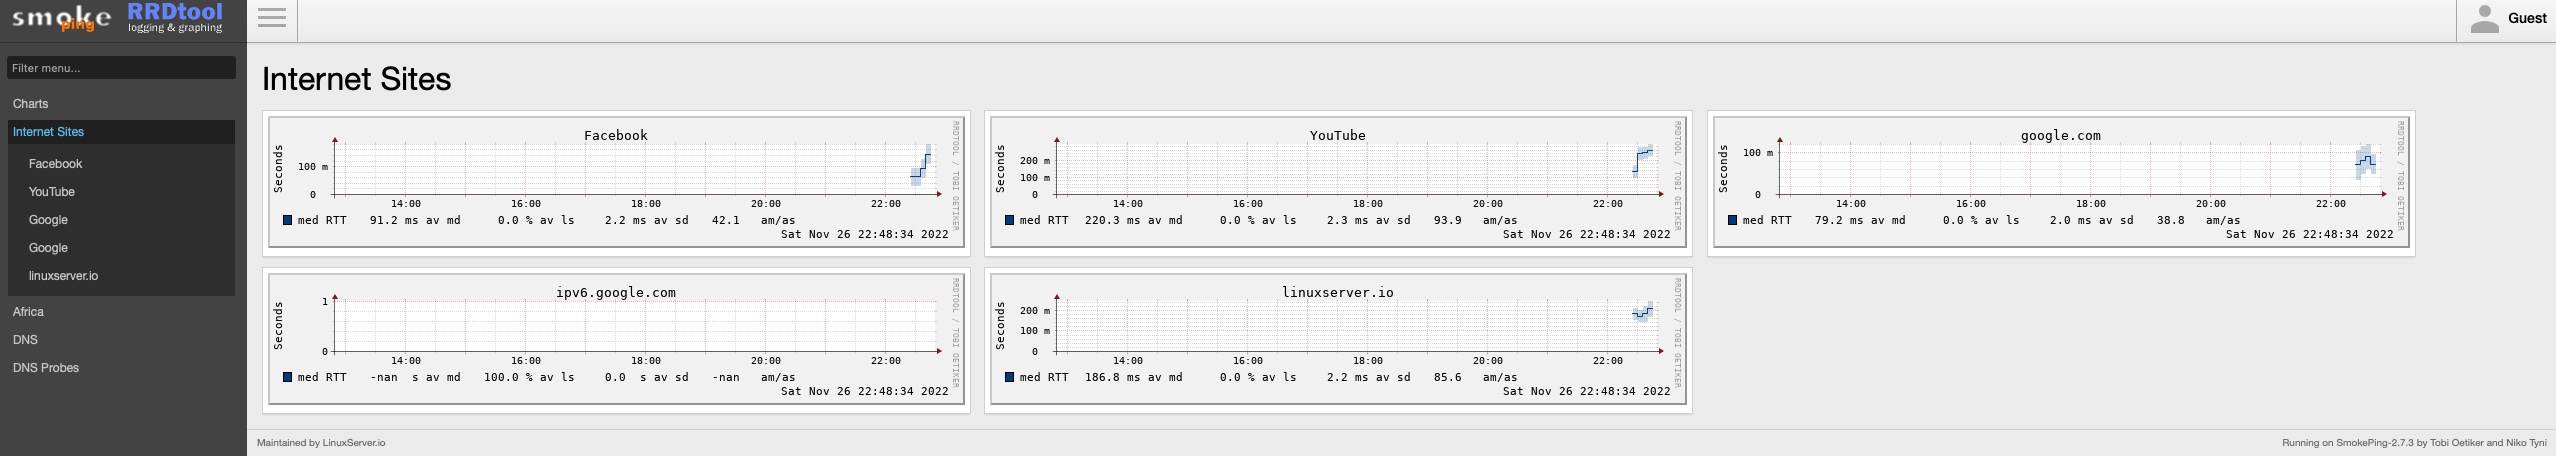 smokeping RRDtool
logging & graphing
Guest
Filter menu...
Charts
Internet Sites
Facebook
YouTube
Google
Google
linuxserver.io
Africa
DNS
DNS Probes
Internet Sites
Facebook
RRDTOOL / TOBI OETIKER
Seconds
100 m
0
14:00 16:00 18:00 20:00 22:00
med RTT 91.2 ms av md 0.0 % av ls 2.2 ms av sd 42.1 am/as
Sat Nov 26 22:48:34 2022
YouTube
RRDTOOL / TOBI OETIKER
Seconds
200 m
100 m
0
14:00 16:00 18:00 20:00 22:00
med RTT 220.3 ms av md 0.0 % av ls 2.3 ms av sd 93.9 am/as
Sat Nov 26 22:48:34 2022
google.com
RRDTOOL / TOBI OETIKER
Seconds
100 m
0
14:00 16:00 18:00 20:00 22:00
med RTT 79.2 ms av md 0.0 % av ls 2.0 ms av sd 38.8 am/as
Sat Nov 26 22:48:34 2022
ipv6.google.com
RRDTOOL / TOBI OETIKER
Seconds
1
0
14:00 16:00 18:00 20:00 22:00
med RTT -nan s av md 100.0 % av ls 0.0 s av sd -nan am/as
Sat Nov 26 22:48:34 2022
linuxserver.io
RRDTOOL / TOBI OETIKER
Seconds
200 m
100 m
0
14:00 16:00 18:00 20:00 22:00
med RTT 186.8 ms av md 0.0 % av ls 2.2 ms av sd 85.6 am/as
Sat Nov 26 22:48:34 2022
Maintained by LinuxServer.io
Running on SmokePing-2.7.3 by Tobi Oetiker and Niko Tyni